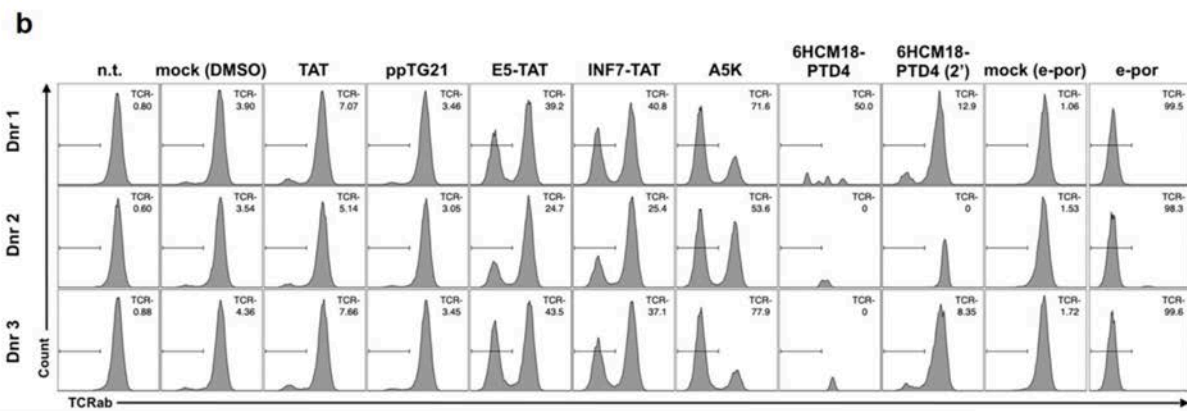 b
n.t. mock (DMSO) TAT ppTG21 E5-TAT INF7-TAT A5K 6HCM18-PTD4 6HCM18-PTD4 (2') mock (e-por) e-por
Dnr 1
TCR- TCR- TCR- TCR- TCR- TCR- TCR- TCR- TCR- TCR- TCR-
0.80 3.90 7.07 3.46 39.2 40.8 71.6 50.0 12.9 1.06 99.5
Dnr 2
TCR- TCR- TCR- TCR- TCR- TCR- TCR- TCR- TCR- TCR- TCR-
0.60 3.54 5.14 3.05 24.7 25.4 53.6 0 0 1.53 98.3
Dnr 3
TCR- TCR- TCR- TCR- TCR- TCR- TCR- TCR- TCR- TCR- TCR-
0.88 4.36 7.66 3.45 43.5 37.1 77.9 0 8.35 1.72 99.6
Count
TCRab